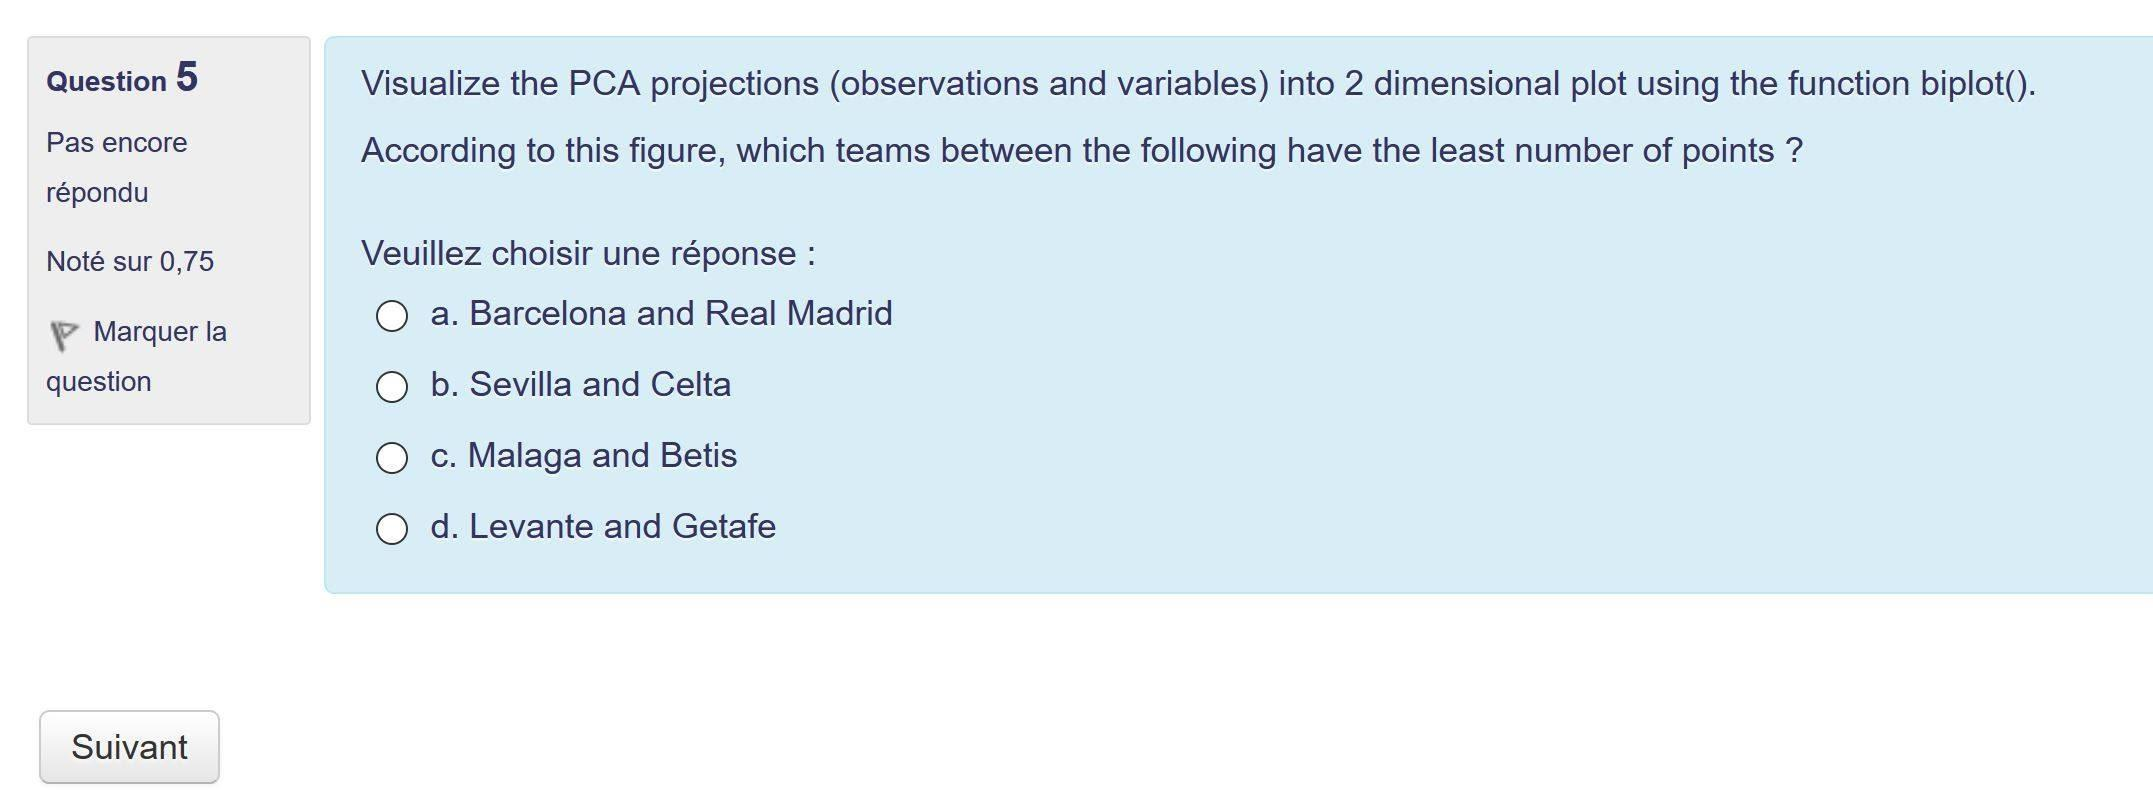 Question 5
Pas encore
répondu
Noté sur 0,75
Marquer la
question
Visualize the PCA projections (observations and variables) into 2 dimensional plot using the function biplot().
According to this figure, which teams between the following have the least number of points ?
Veuillez choisir une réponse :
a. Barcelona and Real Madrid
b. Sevilla and Celta
c. Malaga and Betis
d. Levante and Getafe
Suivant